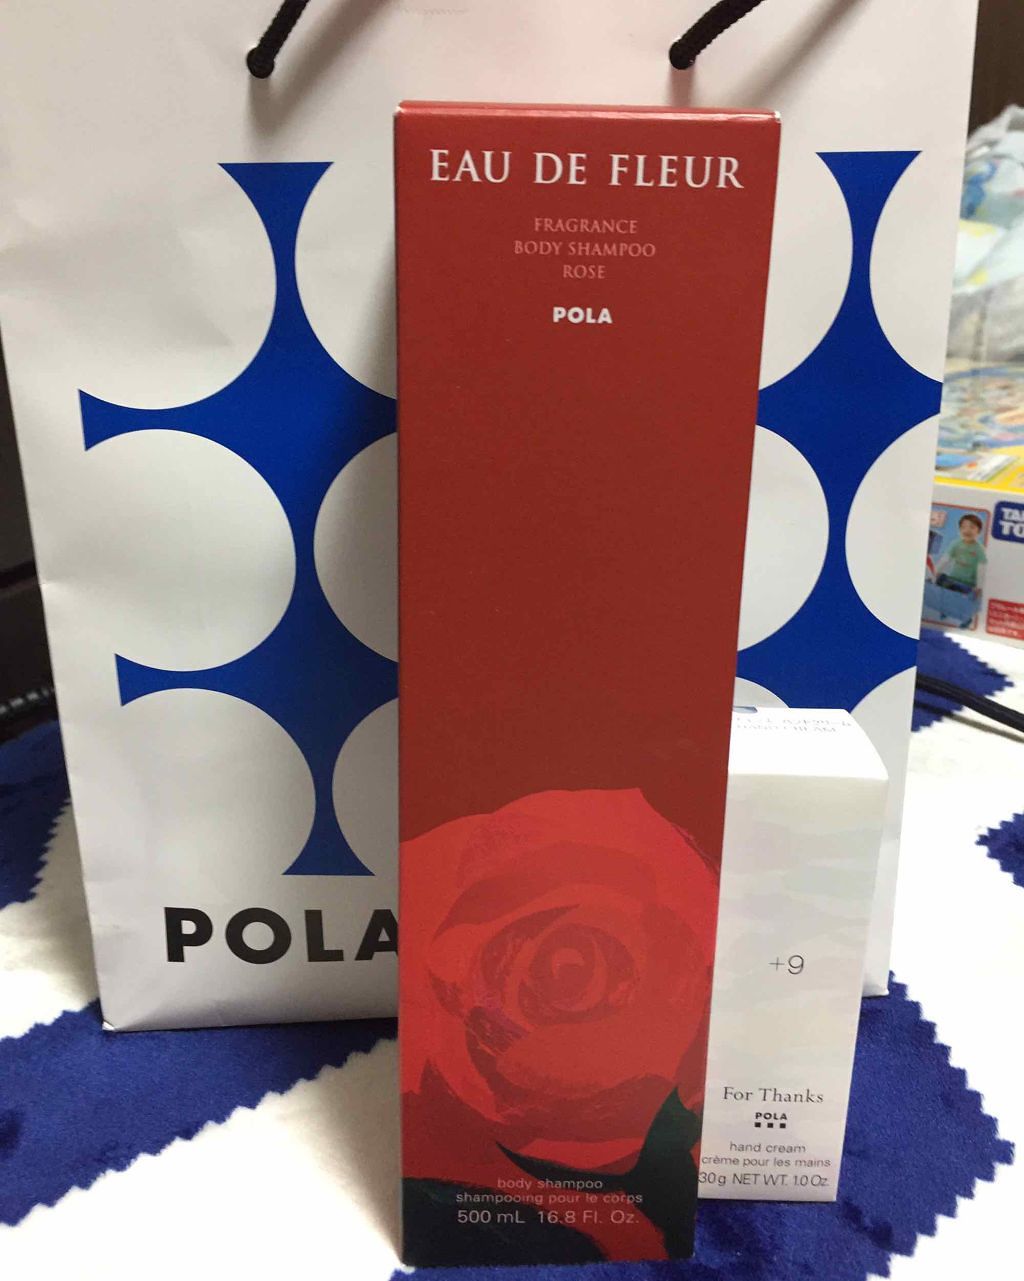 EAU DE FLEUR
FRAGRANCE
BODY SHAMPOO
ROSE
POLA
body shampoo
shampooing pour le corps
500 mL 16.8 Fl. Oz.
POLA
+9
For Thanks
POLA
hand cream
crème pour les mains
30g NET WT. 1.0 Oz.